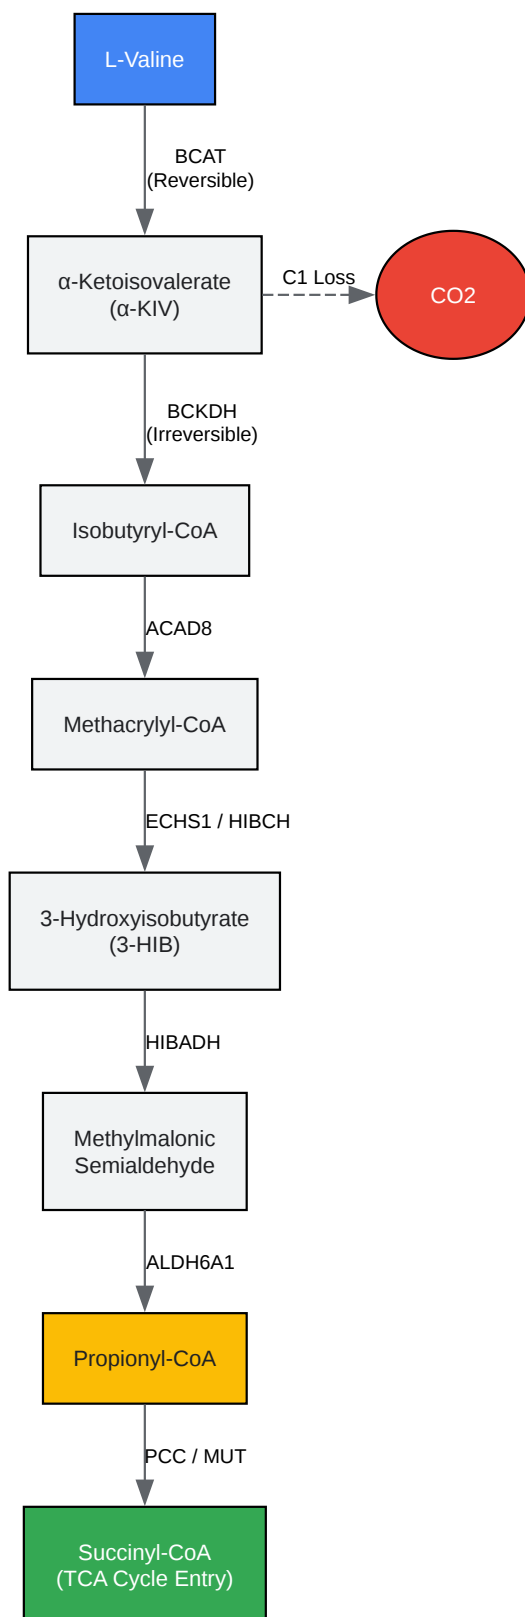 L-Valine
BCAT
(Reversible)
α-Ketoisovalerate
(α-KIV)
C1 Loss
CO2
BCKDH
(Irreversible)
Isobutyryl-CoA
ACAD8
Methacrylyl-CoA
ECHS1 / HIBCH
3-Hydroxyisobutyrate
(3-HIB)
HIBADH
Methylmalonic
Semialdehyde
ALDH6A1
Propionyl-CoA
PCC / MUT
Succinyl-CoA
(TCA Cycle Entry)